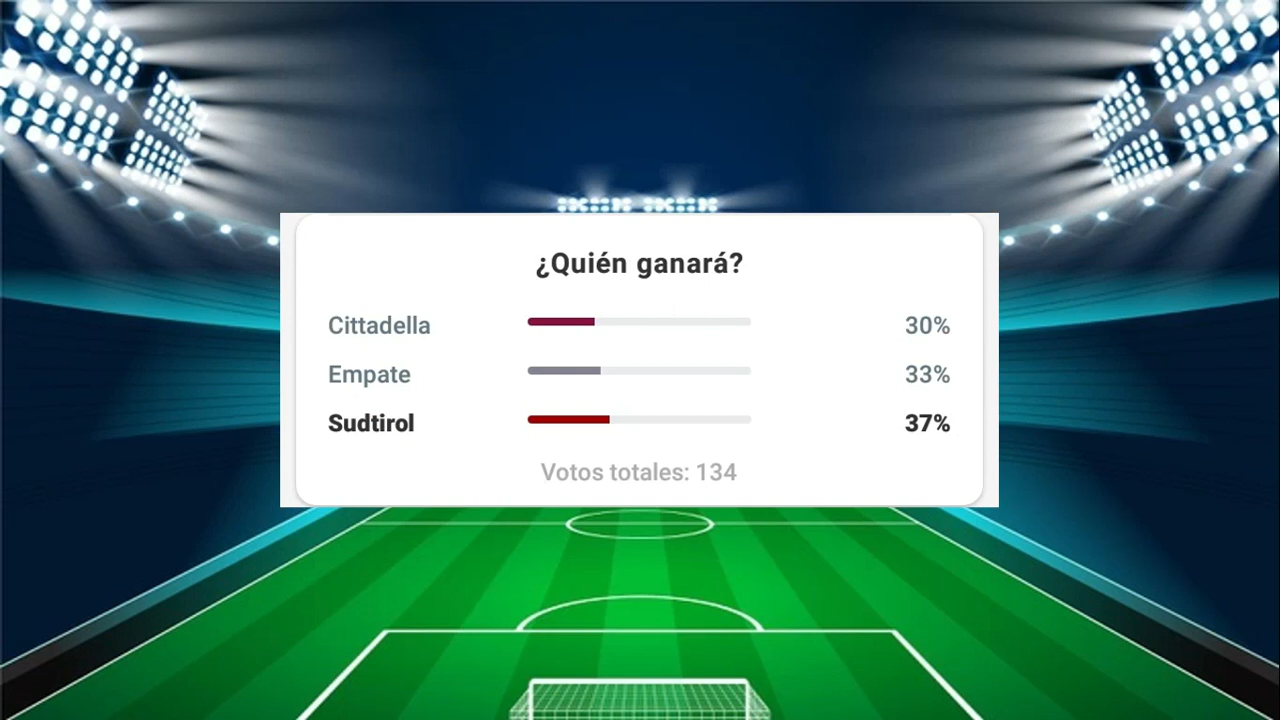 ¿Quién ganará?
Cittadella 30%
Empate 33%
Sudtirol 37%
Votos totales: 134